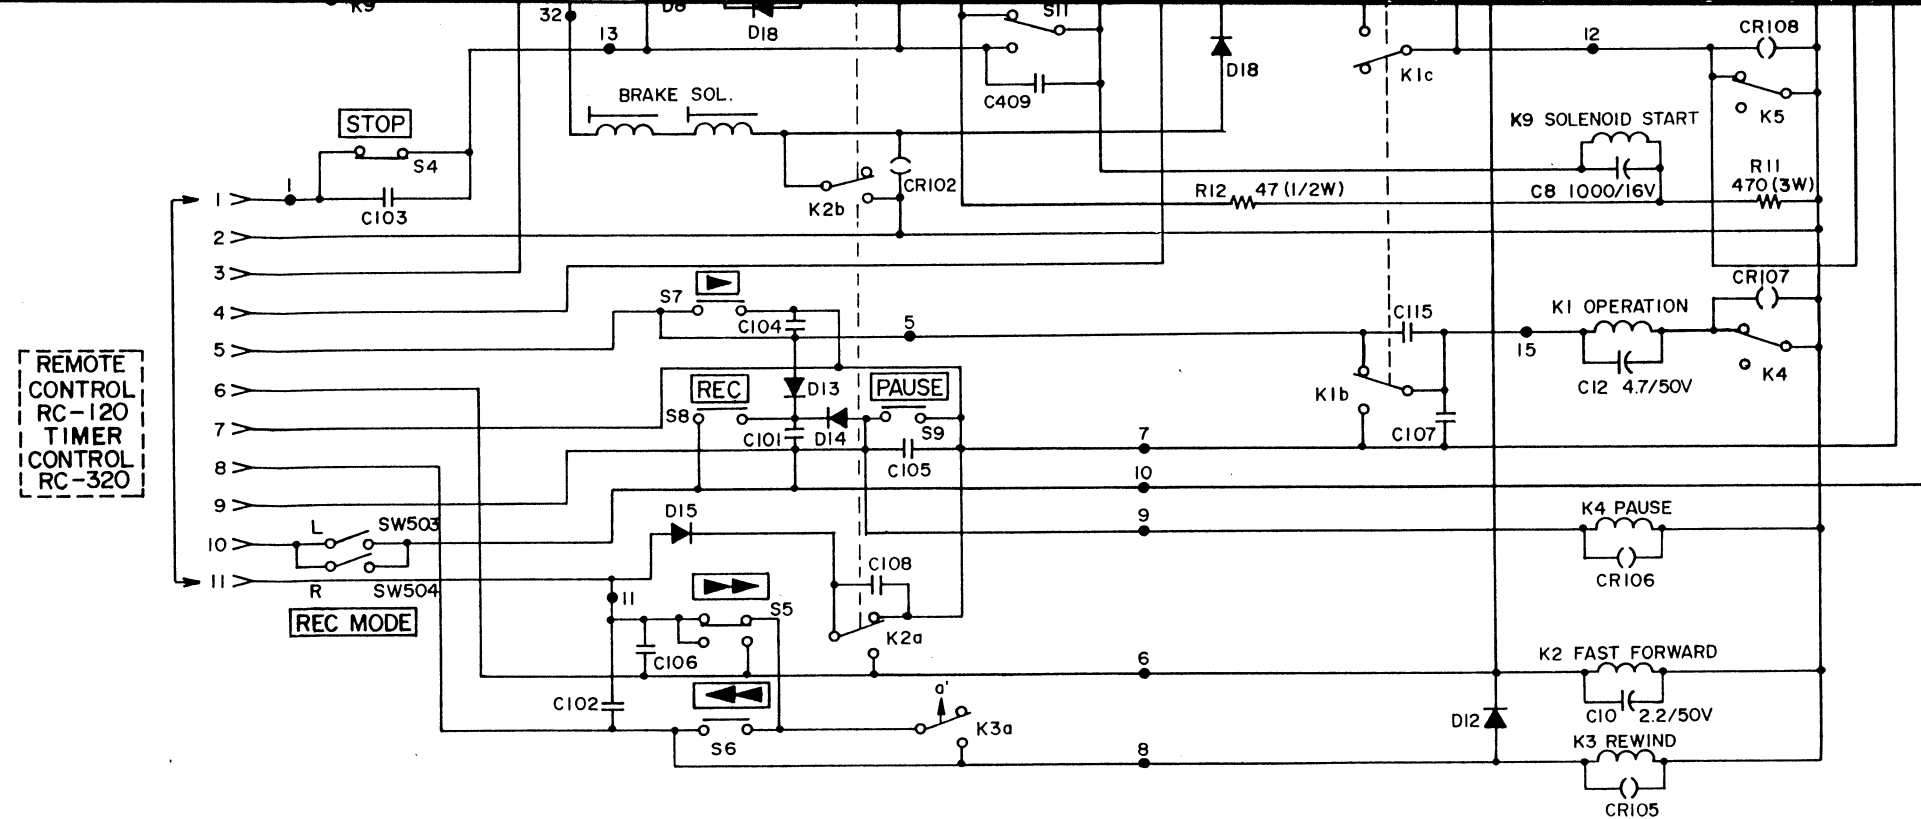 K9
32
D6
D18
S11
13
12
CR108
D18
K1c
C409
BRAKE SOL.
K5
K9 SOLENOID START
STOP
S4
CR102
R11
470 (3W)
R12
47 (1/2W)
C8 1000/16V
1
1
C103
K2b
2
3
CR107
S7
4
C104
5
C115
K1 OPERATION
15
5
REMOTE
CONTROL
RC-120
TIMER
CONTROL
RC-320
6
REC
D13
PAUSE
K1b
C12 4.7/50V
K4
7
S8
C101
D14
S9
7
C107
8
C105
10
9
D15
9
K4 PAUSE
L
SW503
10
C108
CR106
11
R
SW504
11
S5
REC MODE
K2a
C106
6
K2 FAST FORWARD
C102
a'
K3a
D12
C10 2.2/50V
S6
8
K3 REWIND
CR105